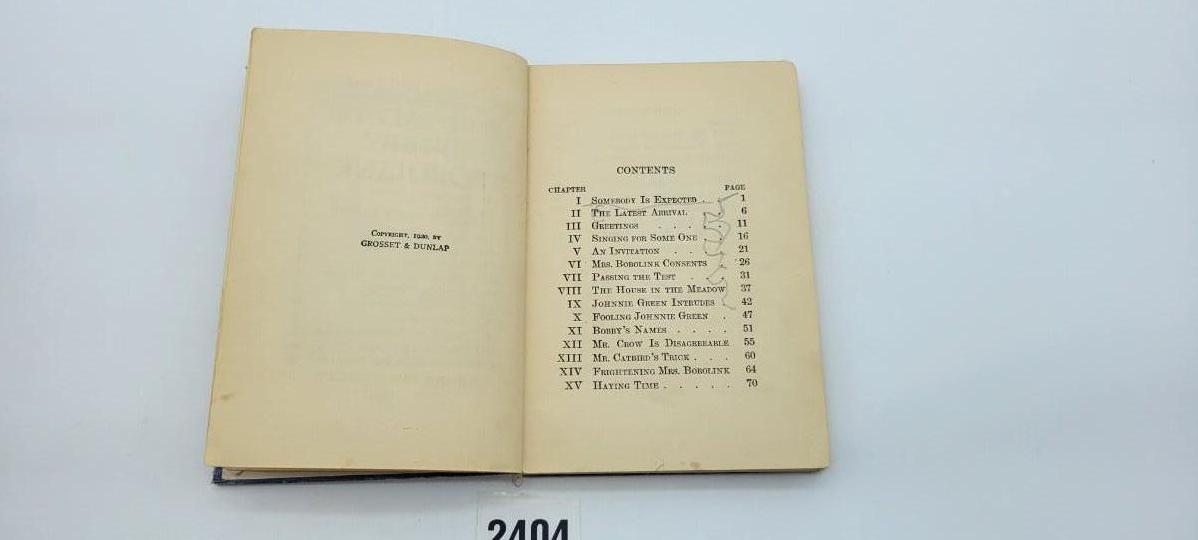 COPYRIGHT, 1920, BY
GROSSET & DUNLAP
CONTENTS
CHAPTER PAGE
I SOMEBODY IS EXPECTED . . 1
II THE LATEST ARRIVAL . 6
III GREETINGS . . . . 11
IV SINGING FOR SOME ONE . 16
V AN INVITATION . . . 21
VI MRS. BOBOLINK CONSENTS 26
VII PASSING THE TEST . . 31
VIII THE HOUSE IN THE MEADOW 37
IX JOHNNIE GREEN INTRUDES . 42
X FOOLING JOHNNIE GREEN . 47
XI BOBBY'S NAMES . . . . 51
XII MR. CROW IS DISAGREEABLE 55
XIII MR. CATBIRD'S TRICK . . . 60
XIV FRIGHTENING MRS. BOBOLINK 64
XV HAYING TIME . . . . . 70
2404